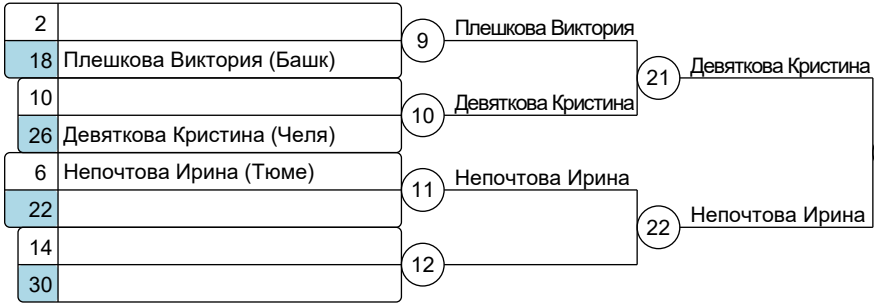 2
18 Плешкова Виктория (Башк)
9 Плешкова Виктория
10
26 Девяткова Кристина (Челя)
10 Девяткова Кристина
21 Девяткова Кристина
6 Непочтова Ирина (Тюме)
22
11 Непочтова Ирина
14
30
12
22 Непочтова Ирина